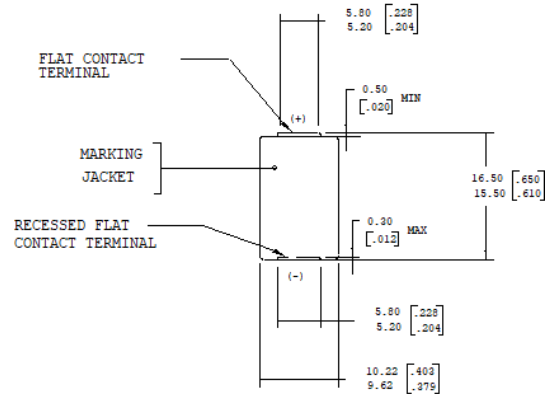 5.80 [.228]
5.20 [.204]
FLAT CONTACT
TERMINAL
0.50
[.020] MIN
(+)
MARKING
JACKET
16.50 [.650]
15.50 [.610]
RECESSED FLAT
CONTACT TERMINAL
0.30
[.012] MAX
(-)
5.80 [.228]
5.20 [.204]
10.22 [.403]
9.62 [.379]